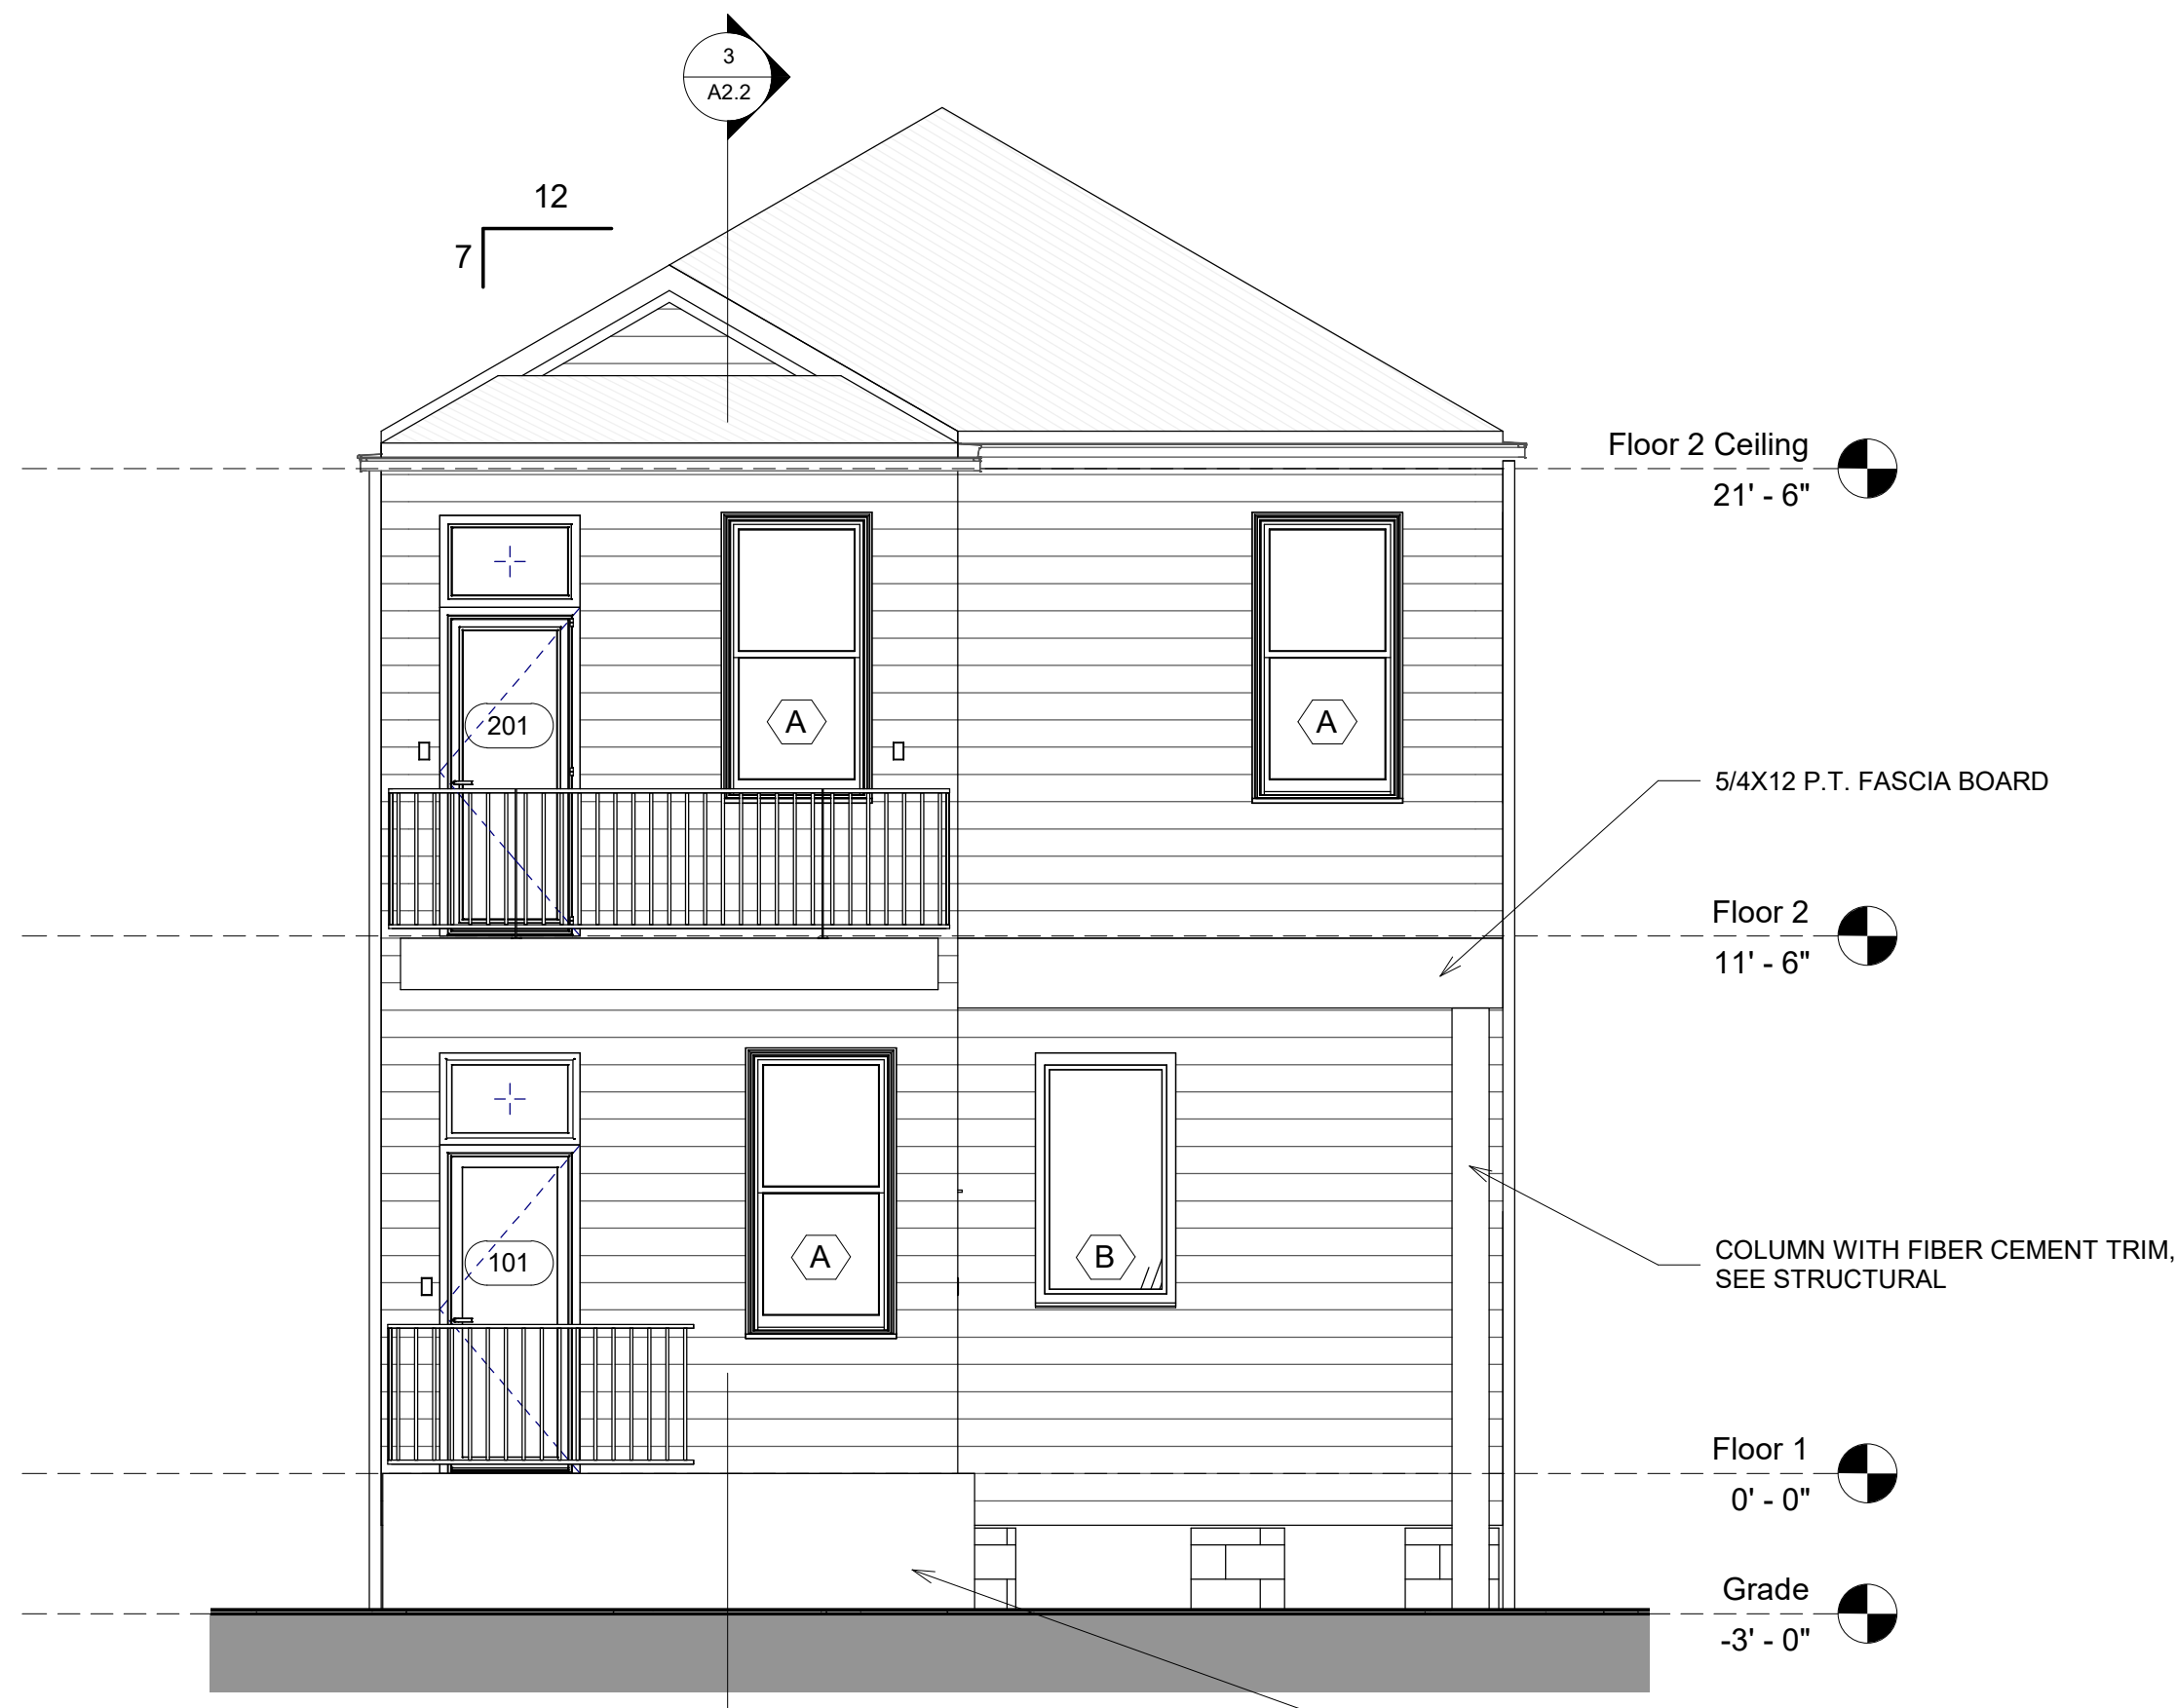 3
A2.2
12
7
Floor 2 Ceiling
21' - 6"
201
A
A
5/4X12 P.T. FASCIA BOARD
Floor 2
11' - 6"
101
A
B
COLUMN WITH FIBER CEMENT TRIM,
SEE STRUCTURAL
Floor 1
0' - 0"
Grade
-3' - 0"